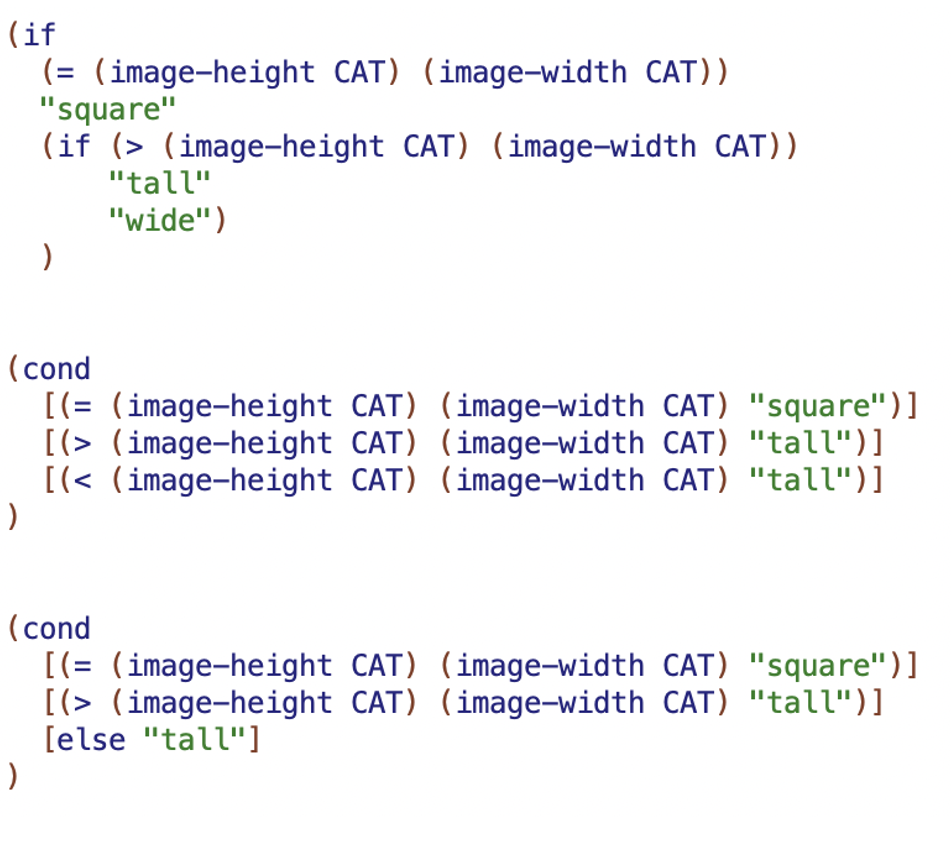 (if
(= (image-height CAT) (image-width CAT))
"square"
(if (> (image-height CAT) (image-width CAT))
"tall"
"wide")
)
(cond
[(= (image-height CAT) (image-width CAT) "square")]
[(> (image-height CAT) (image-width CAT) "tall")]
[(< (image-height CAT) (image-width CAT) "tall")]
)
(cond
[(= (image-height CAT) (image-width CAT) "square")]
[(> (image-height CAT) (image-width CAT) "tall")]
[else "tall"]
)